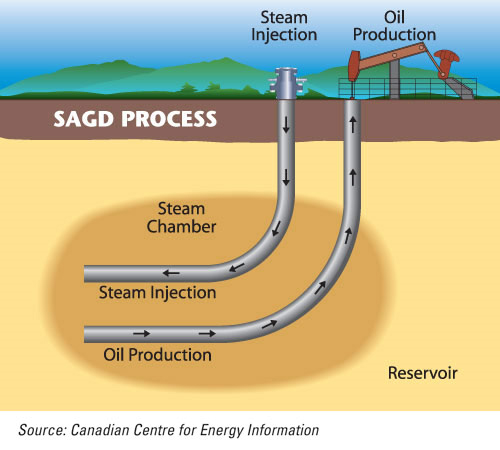 Steam
Injection
Oil
Production
SAGD PROCESS
Steam
Chamber
Steam Injection
Oil Production
Reservoir
Source: Canadian Centre for Energy Information